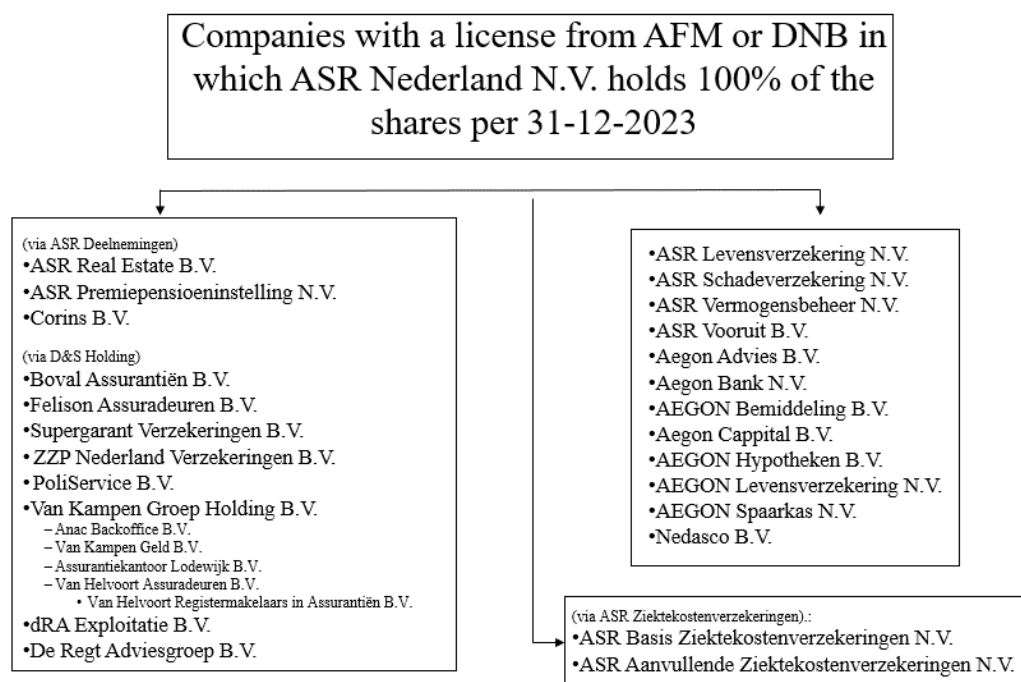 Companies with a license from AFM or DNB in
which ASR Nederland N.V. holds 100% of the
shares per 31-12-2023
(via ASR Deelnemingen)
•ASR Real Estate B.V.
•ASR Premiepensioeninstelling N.V.
•Corins B.V.
(via D&S Holding)
•Boval Assurantiën B.V.
•Felison Assuradeuren B.V.
•Supergarant Verzekeringen B.V.
•ZZP Nederland Verzekeringen B.V.
•PoliService B.V.
•Van Kampen Groep Holding B.V.
– Anac Backoffice B.V.
– Van Kampen Geld B.V.
– Assurantiekantoor Lodewijk B.V.
– Van Helvoort Assuradeuren B.V.
• Van Helvoort Registermakelaars in Assurantiën B.V.
•dRA Exploitatie B.V.
•De Regt Adviesgroep B.V.
•ASR Levensverzekering N.V.
•ASR Schadeverzekering N.V.
•ASR Vermogensbeheer N.V.
•ASR Vooruit B.V.
•Aegon Advies B.V.
•Aegon Bank N.V.
•AEGON Bemiddeling B.V.
•Aegon Cappital B.V.
•AEGON Hypotheken B.V.
•AEGON Levensverzekering N.V.
•AEGON Spaarkas N.V.
•Nedasco B.V.
(via ASR Ziektekostenverzekeringen).:
•ASR Basis Ziektekostenverzekeringen N.V.
•ASR Aanvullende Ziektekostenverzekeringen N.V.